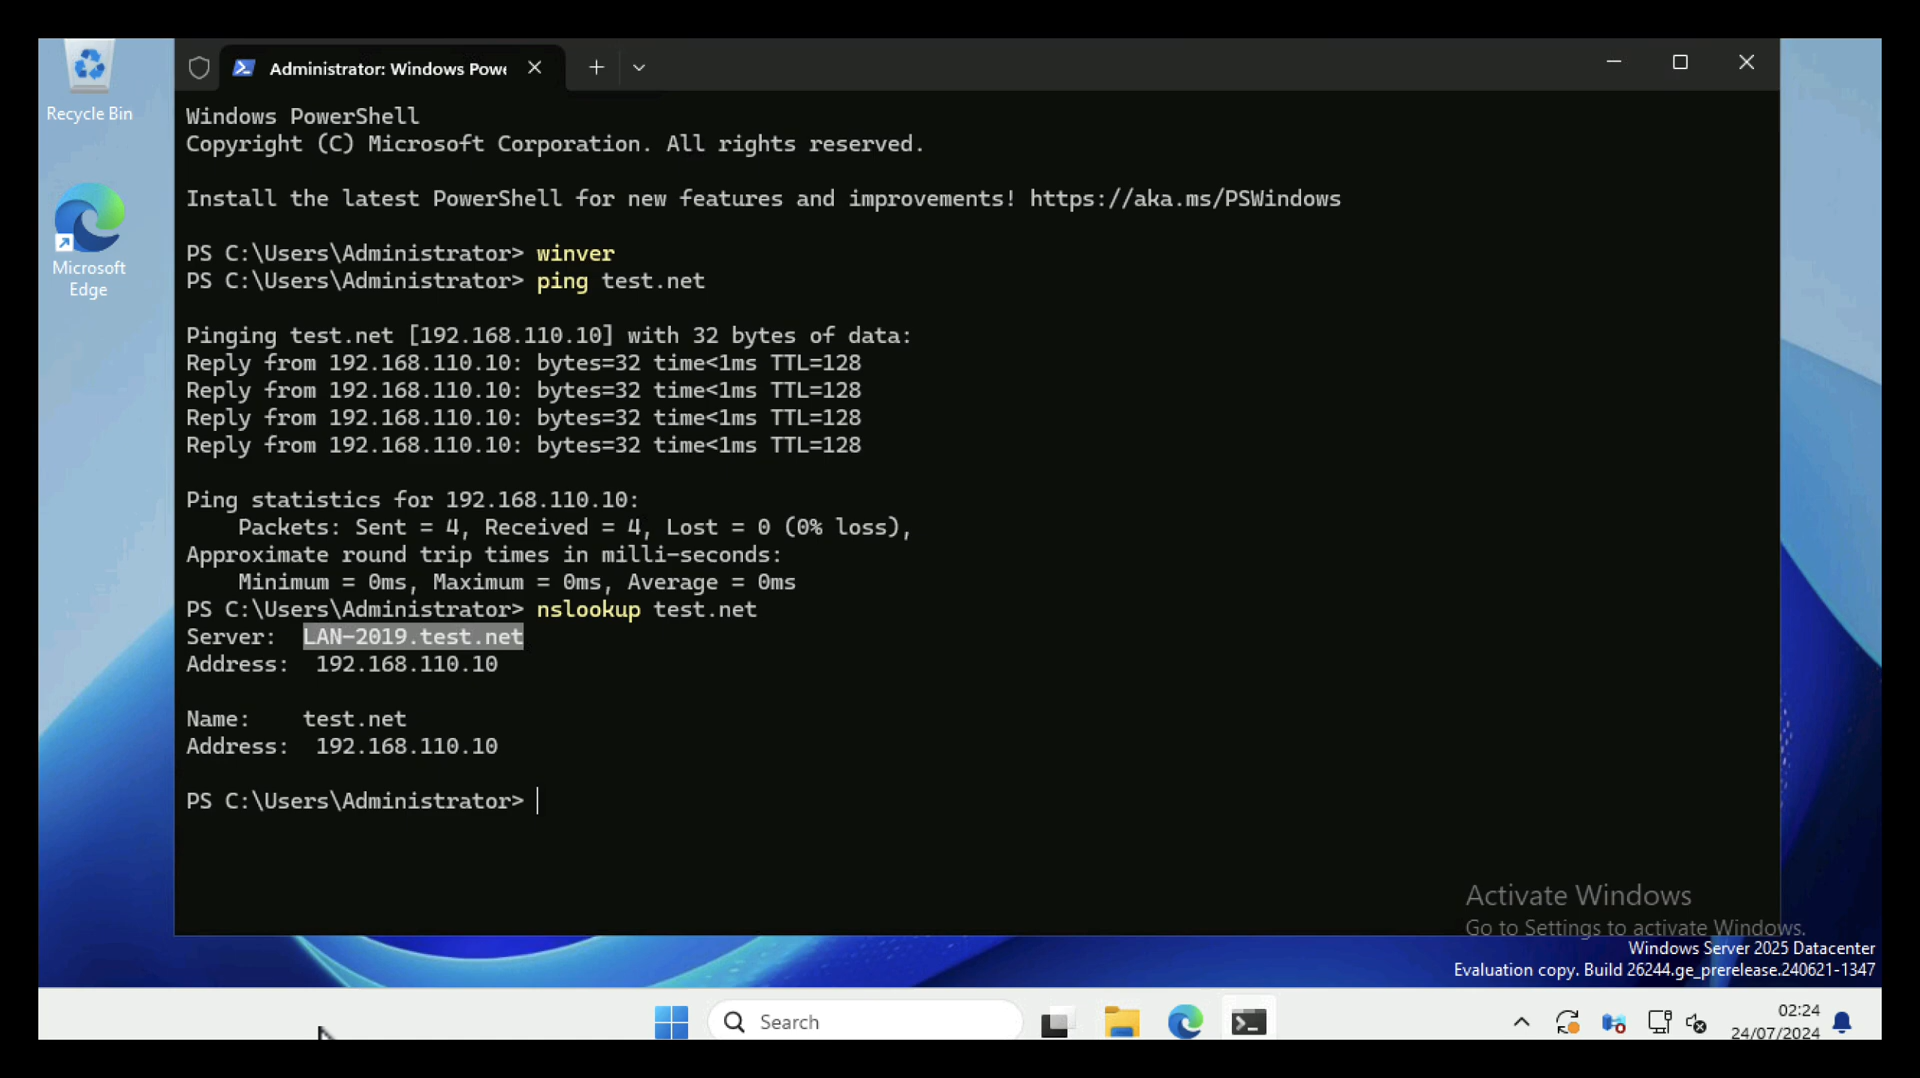 Recycle Bin
Microsoft
Edge
Administrator: Windows Powe
Windows PowerShell
Copyright (C) Microsoft Corporation. All rights reserved.
Install the latest PowerShell for new features and improvements! https://aka.ms/PSWindows
PS C:\Users\Administrator> winver
PS C:\Users\Administrator> ping test.net
Pinging test.net [192.168.110.10] with 32 bytes of data:
Reply from 192.168.110.10: bytes=32 time<1ms TTL=128
Reply from 192.168.110.10: bytes=32 time<1ms TTL=128
Reply from 192.168.110.10: bytes=32 time<1ms TTL=128
Reply from 192.168.110.10: bytes=32 time<1ms TTL=128
Ping statistics for 192.168.110.10:
    Packets: Sent = 4, Received = 4, Lost = 0 (0% loss),
Approximate round trip times in milli-seconds:
    Minimum = 0ms, Maximum = 0ms, Average = 0ms
PS C:\Users\Administrator> nslookup test.net
Server:  LAN-2019.test.net
Address:  192.168.110.10
Name:    test.net
Address:  192.168.110.10
PS C:\Users\Administrator>
Activate Windows
Go to Settings to activate Windows.
Windows Server 2025 Datacenter
Evaluation copy. Build 26244.ge_prerelease.240621-1347
Search
02:24
24/07/2024